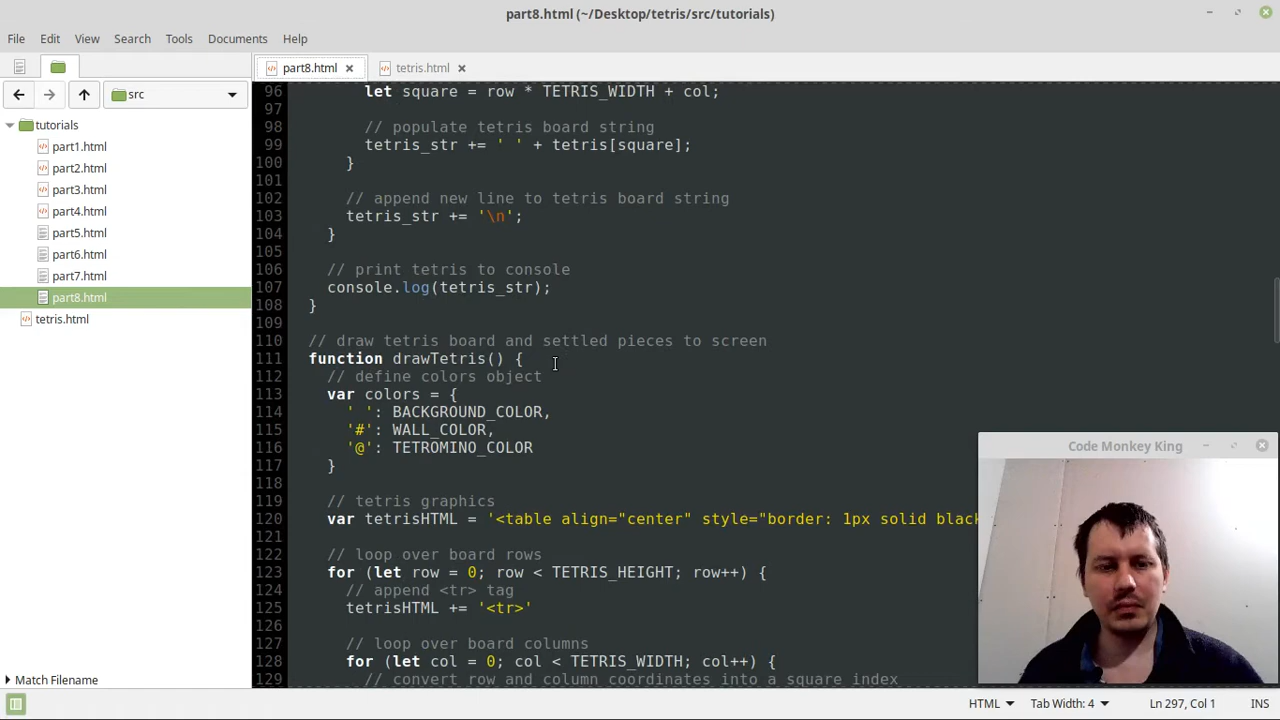 part8.html (~/Desktop/tetris/src/tutorials)
File Edit View Search Tools Documents Help
part8.html tetris.html
src
tutorials
part1.html
part2.html
part3.html
part4.html
part5.html
part6.html
part7.html
part8.html
tetris.html
Match Filename
96 let square = row * TETRIS_WIDTH + col;
97
98 // populate tetris board string
99 tetris_str += ' ' + tetris[square];
100 }
101
102 // append new line to tetris board string
103 tetris_str += '\n';
104 }
105
106 // print tetris to console
107 console.log(tetris_str);
108 }
109
110 // draw tetris board and settled pieces to screen
111 function drawTetris() {
112 // define colors object
113 var colors = {
114 ' ': BACKGROUND_COLOR,
115 '#': WALL_COLOR,
116 '@': TETROMINO_COLOR
117 }
118
119 // tetris graphics
120 var tetrisHTML = '<table align="center" style="border: 1px solid black
121
122 // loop over board rows
123 for (let row = 0; row < TETRIS_HEIGHT; row++) {
124 // append <tr> tag
125 tetrisHTML += '<tr>'
126
127 // loop over board columns
128 for (let col = 0; col < TETRIS_WIDTH; col++) {
129 // convert row and column coordinates into a square index
Code Monkey King
HTML Tab Width: 4 Ln 297, Col 1 INS